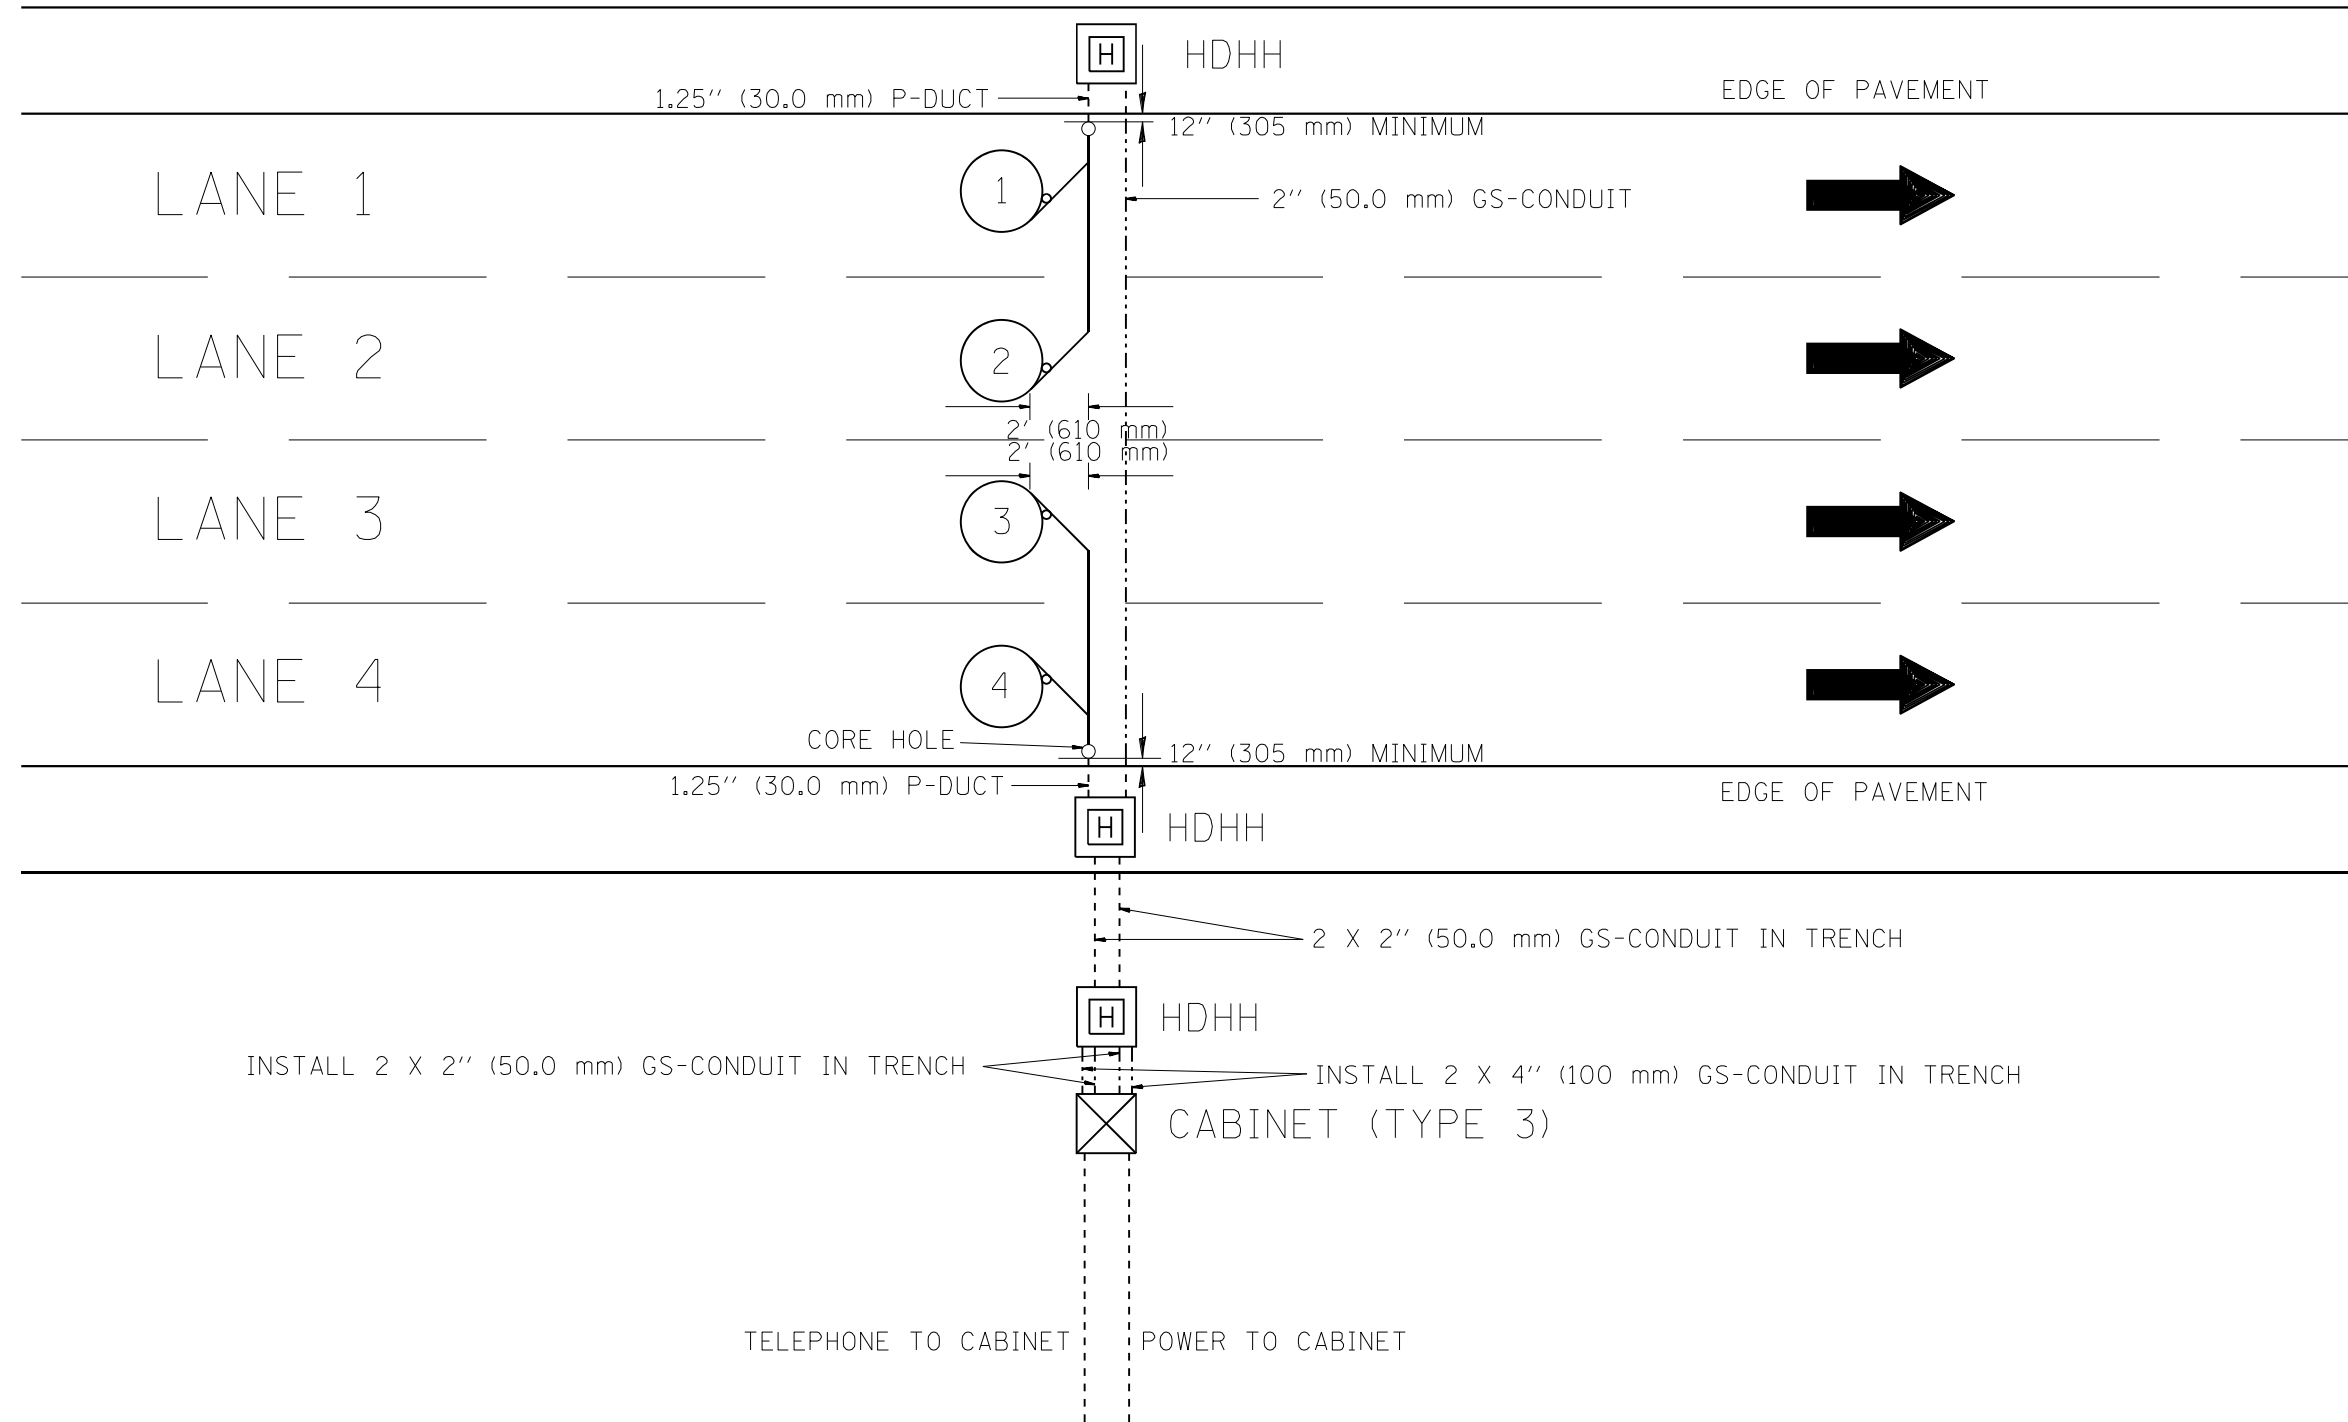 H HDHH
1.25'' (30.0 mm) P-DUCT
EDGE OF PAVEMENT
12'' (305 mm) MINIMUM
LANE 1
1
2'' (50.0 mm) GS-CONDUIT
LANE 2
2
2' (610 mm)
2' (610 mm)
LANE 3
3
LANE 4
4
CORE HOLE
12'' (305 mm) MINIMUM
1.25'' (30.0 mm) P-DUCT
EDGE OF PAVEMENT
H HDHH
2 X 2'' (50.0 mm) GS-CONDUIT IN TRENCH
H HDHH
INSTALL 2 X 2'' (50.0 mm) GS-CONDUIT IN TRENCH
INSTALL 2 X 4'' (100 mm) GS-CONDUIT IN TRENCH
CABINET (TYPE 3)
TELEPHONE TO CABINET
POWER TO CABINET